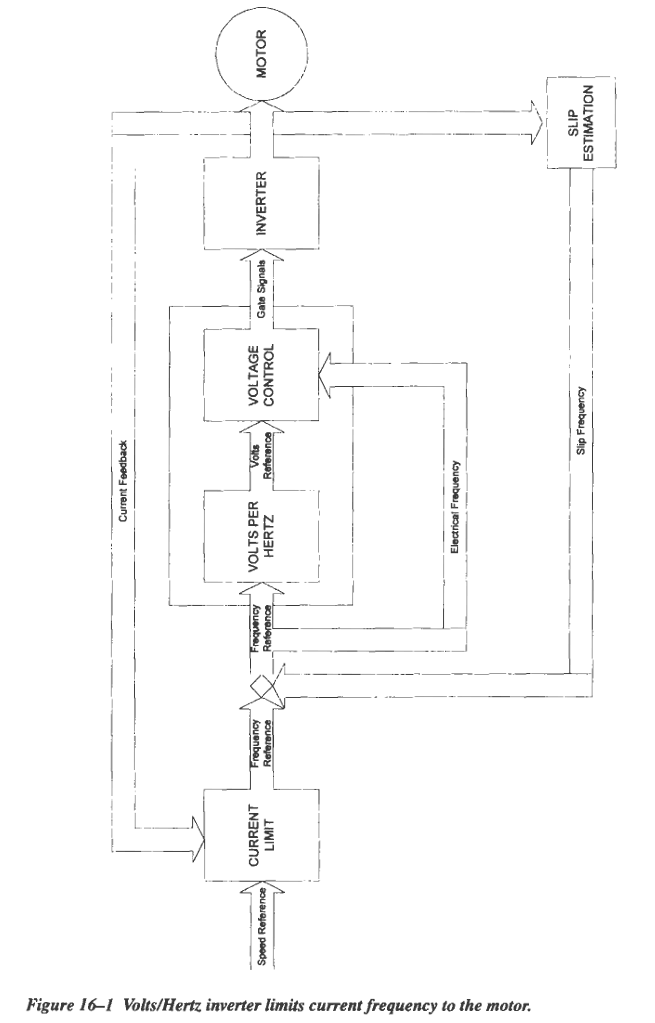 MOTOR
SLIP
ESTIMATION
INVERTER
Gate Signals
VOLTAGE
CONTROL
Volts
Reference
VOLTS PER
HERTZ
Current Feedback
Electrical Frequency
Slip Frequency
Frequency
Reference
Frequency
Reference
CURRENT
LIMIT
Speed Reference
Figure 16–1 Volts/Hertz inverter limits current frequency to the motor.